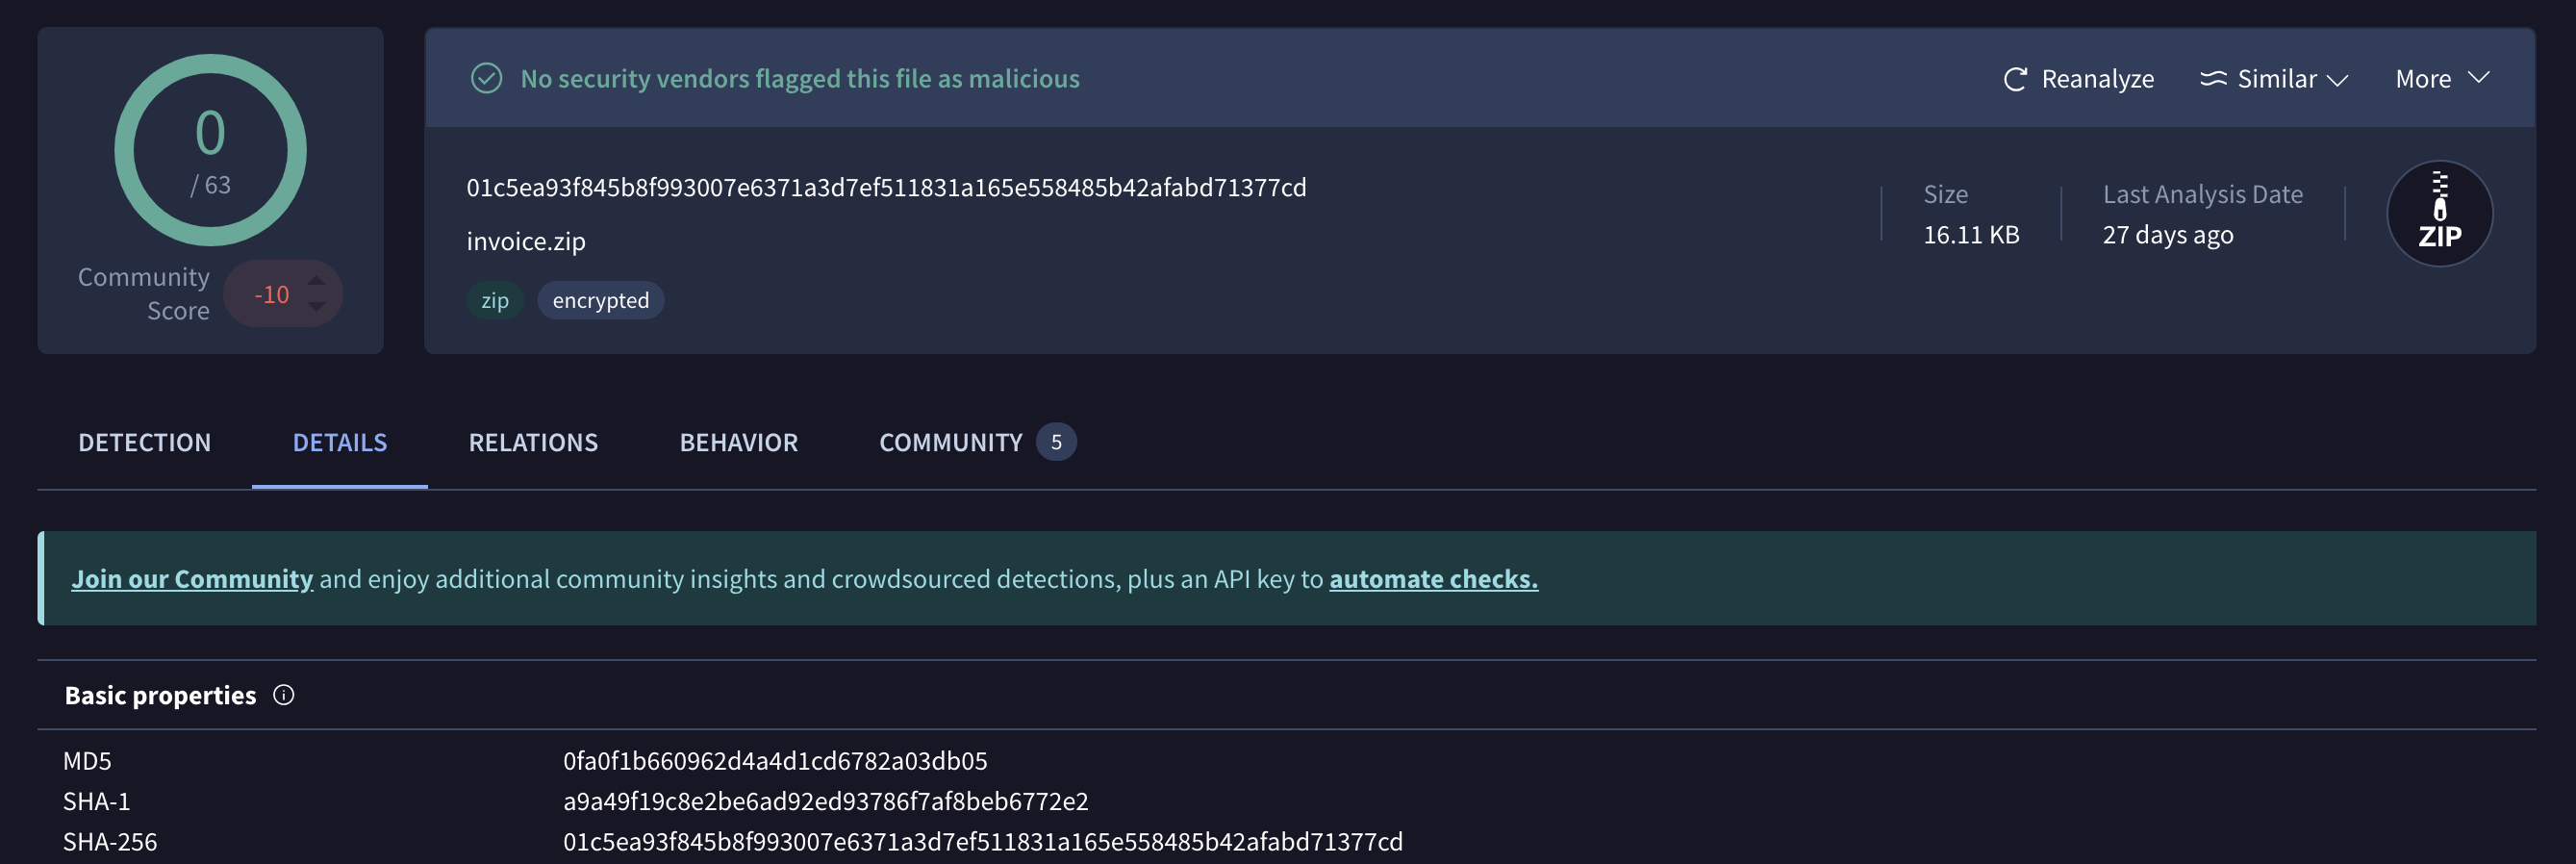 0
/ 63
Community
Score
-10
No security vendors flagged this file as malicious
Reanalyze
Similar
More
01c5ea93f845b8f993007e6371a3d7ef511831a165e558485b42afabd71377cd
invoice.zip
zip
encrypted
Size
16.11 KB
Last Analysis Date
27 days ago
ZIP
DETECTION
DETAILS
RELATIONS
BEHAVIOR
COMMUNITY
5
Join our Community and enjoy additional community insights and crowdsourced detections, plus an API key to automate checks.
Basic properties
MD5
0fa0f1b660962d4a4d1cd6782a03db05
SHA-1
a9a49f19c8e2be6ad92ed93786f7af8beb6772e2
SHA-256
01c5ea93f845b8f993007e6371a3d7ef511831a165e558485b42afabd71377cd